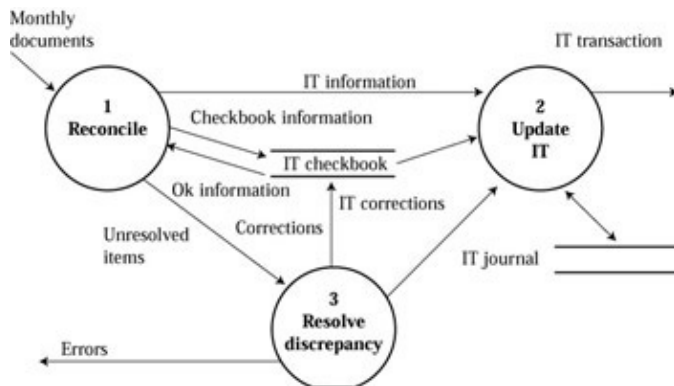 Monthly
documents
IT transaction
1
Reconcile
IT information
2
Update
IT
Checkbook information
IT checkbook
Ok information
IT corrections
Corrections
Unresolved
items
IT journal
3
Resolve
discrepancy
Errors